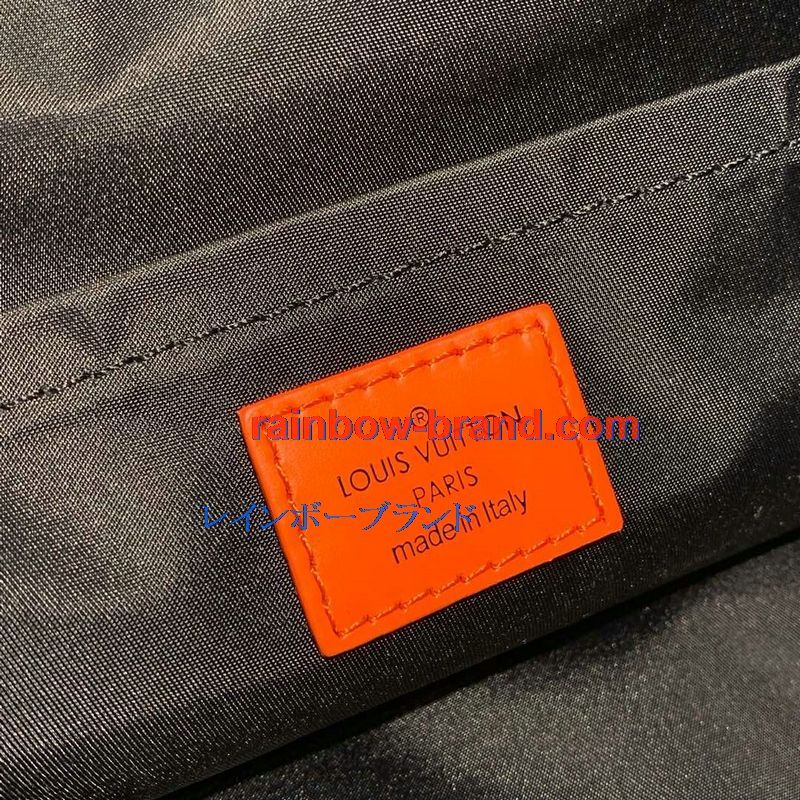 ®
LOUIS VUITTON
PARIS
made in Italy
rainbow-brand.com
レインボーブランド